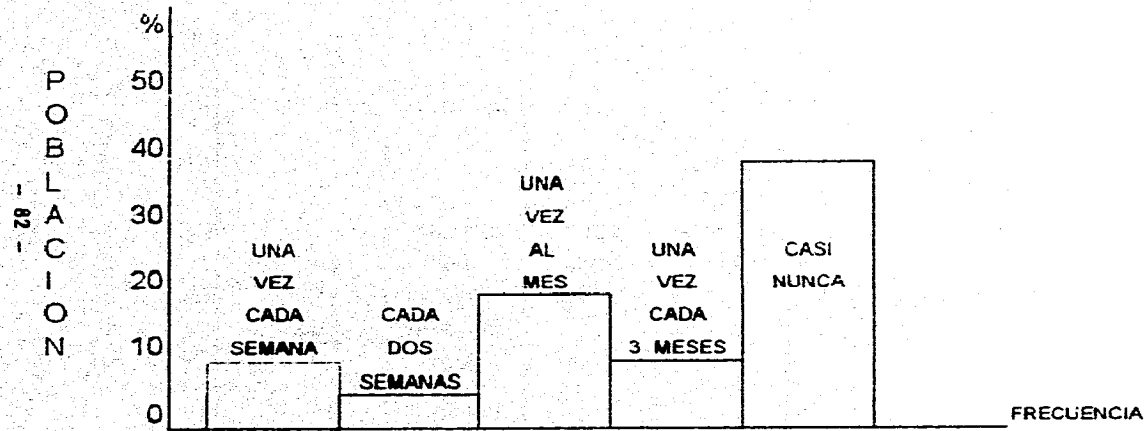 %
POBLACION
50
40
30
20
10
0
- 82 -
UNA
VEZ
CADA
SEMANA
CADA
DOS
SEMANAS
UNA
VEZ
AL
MES
UNA
VEZ
CADA
3 MESES
CASI
NUNCA
FRECUENCIA